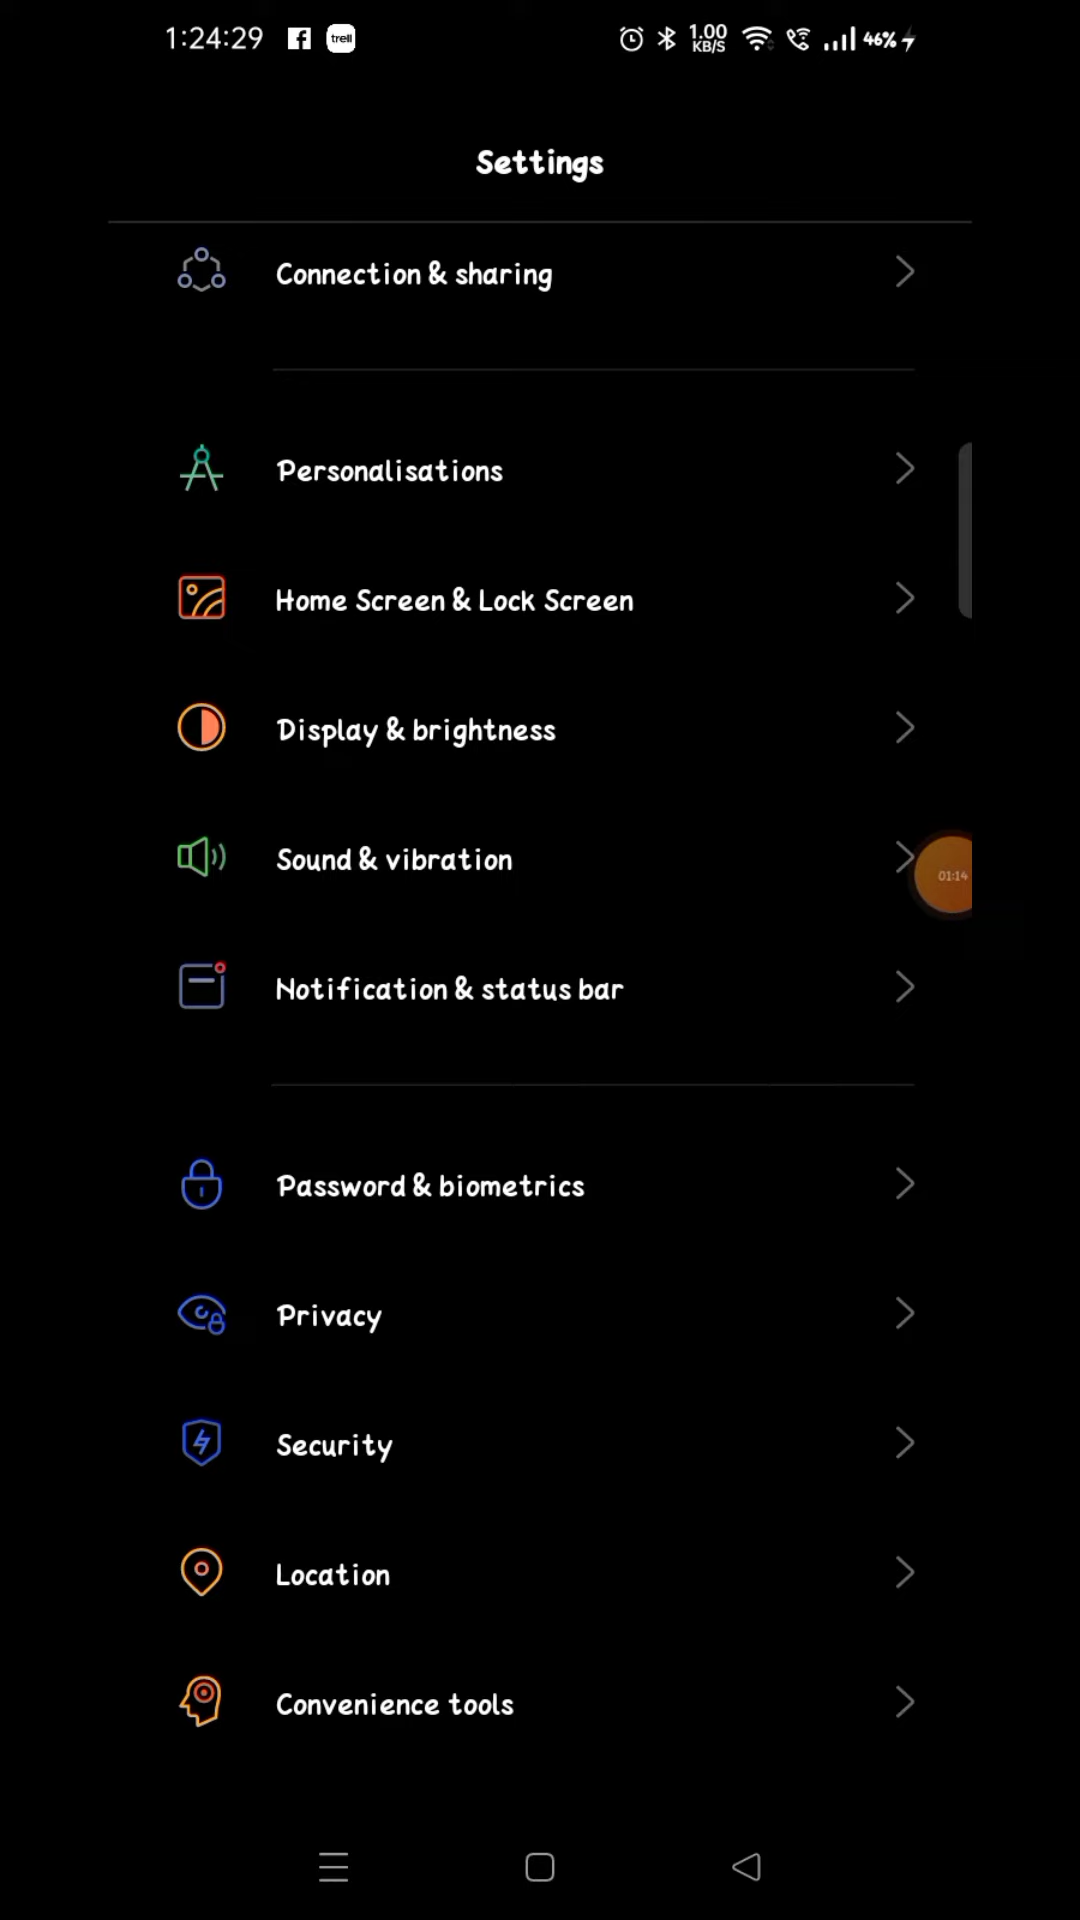 1:24:29 trell 1.00 KB/S 46%
Settings
Connection & sharing
Personalisations
Home Screen & Lock Screen
Display & brightness
Sound & vibration
01:14
Notification & status bar
Password & biometrics
Privacy
Security
Location
Convenience tools